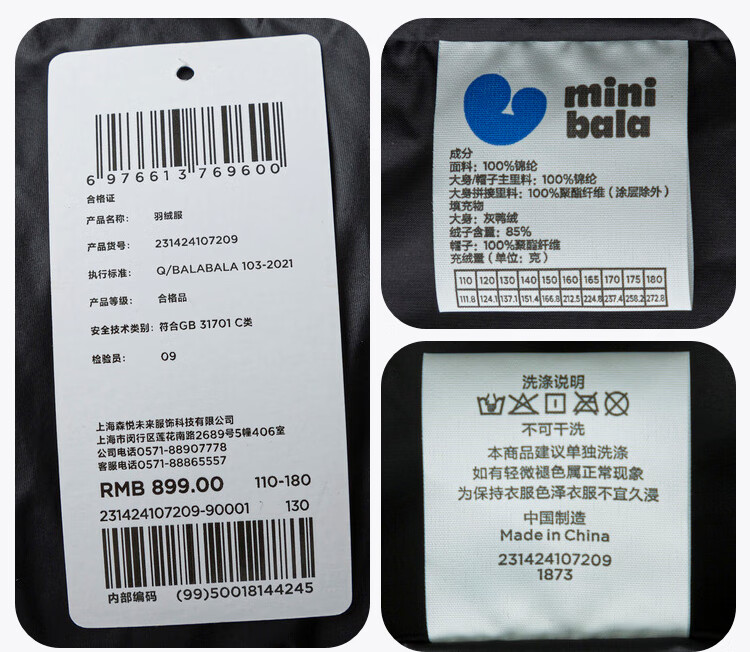 6 976613 769600
合格证
产品名称: 羽绒服
产品货号: 231424107209
执行标准: Q/BALABALA 103-2021
产品等级: 合格品
安全技术类别: 符合GB 31701 C类
检验员: 09
上海森悦未来服饰科技有限公司
上海市闵行区莲花南路2689号5幢406室
公司电话0571-88907778
客服电话0571-88865557
RMB 899.00 110-180
231424107209-90001 130
内部编码 (99)50018144245
mini
bala
成分
面料: 100%锦纶
大身/帽子主里料: 100%锦纶
大身拼接里料: 100%聚酯纤维（涂层除外）
填充物
大身: 灰鸭绒
绒子含量: 85%
帽子: 100%聚酯纤维
充绒量（单位: 克）
110 120 130 140 150 160 165 170 175 180
111.8 124.1 137.1 151.4 166.8 212.5 224.8 237.4 258.2 272.8
洗涤说明
不可干洗
本商品建议单独洗涤
如有轻微褪色属正常现象
为保持衣服色泽衣服不宜久浸
中国制造
Made in China
231424107209
1873